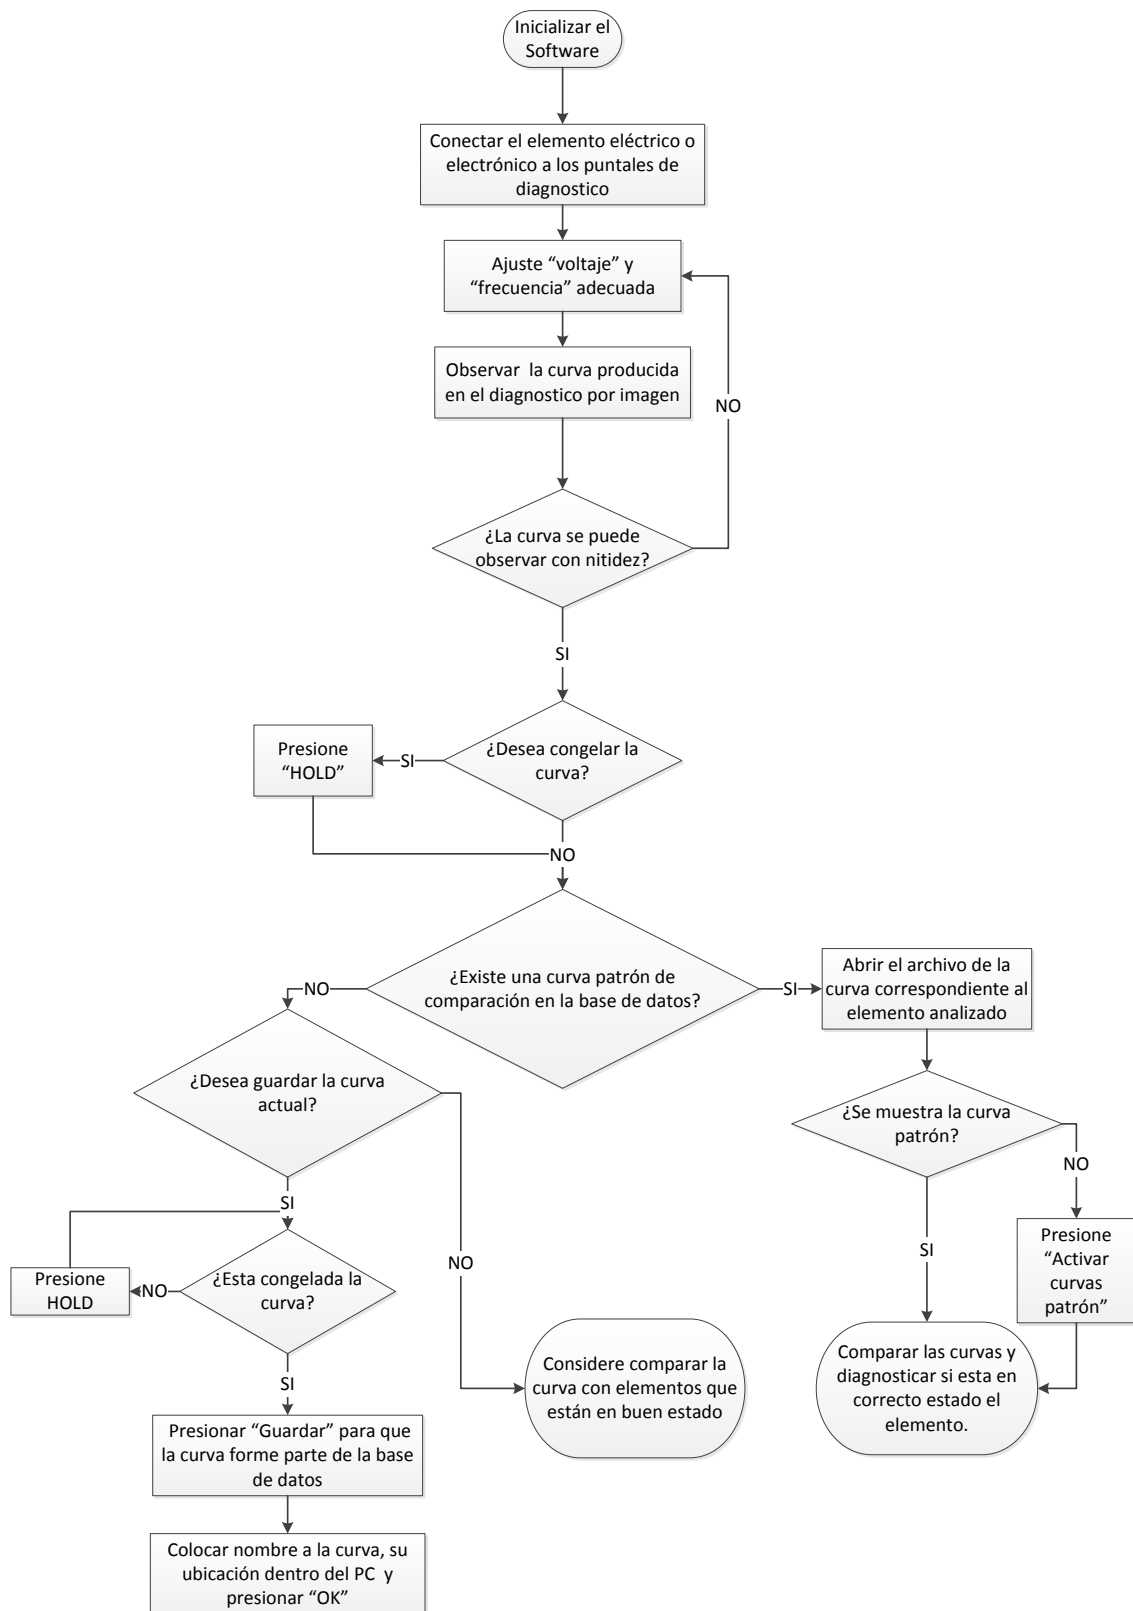 Inicializar el
Software
Conectar el elemento eléctrico o
electrónico a los puntales de
diagnostico
Ajuste “voltaje” y
“frecuencia” adecuada
Observar  la curva producida
en el diagnostico por imagen
NO
¿La curva se puede
observar con nitidez?
SI
¿Desea congelar la
curva?
SI
Presione
“HOLD”
NO
¿Existe una curva patrón de
comparación en la base de datos?
NO
SI
Abrir el archivo de la
curva correspondiente al
elemento analizado
¿Desea guardar la curva
actual?
¿Se muestra la curva
patrón?
NO
SI
SI
NO
Presione
“Activar
curvas
patrón”
¿Esta congelada la
curva?
NO
Presione
HOLD
SI
Considere comparar la
curva con elementos que
están en buen estado
Comparar las curvas y
diagnosticar si esta en
correcto estado el
elemento.
Presionar “Guardar” para que
la curva forme parte de la base
de datos
Colocar nombre a la curva, su
ubicación dentro del PC  y
presionar “OK”